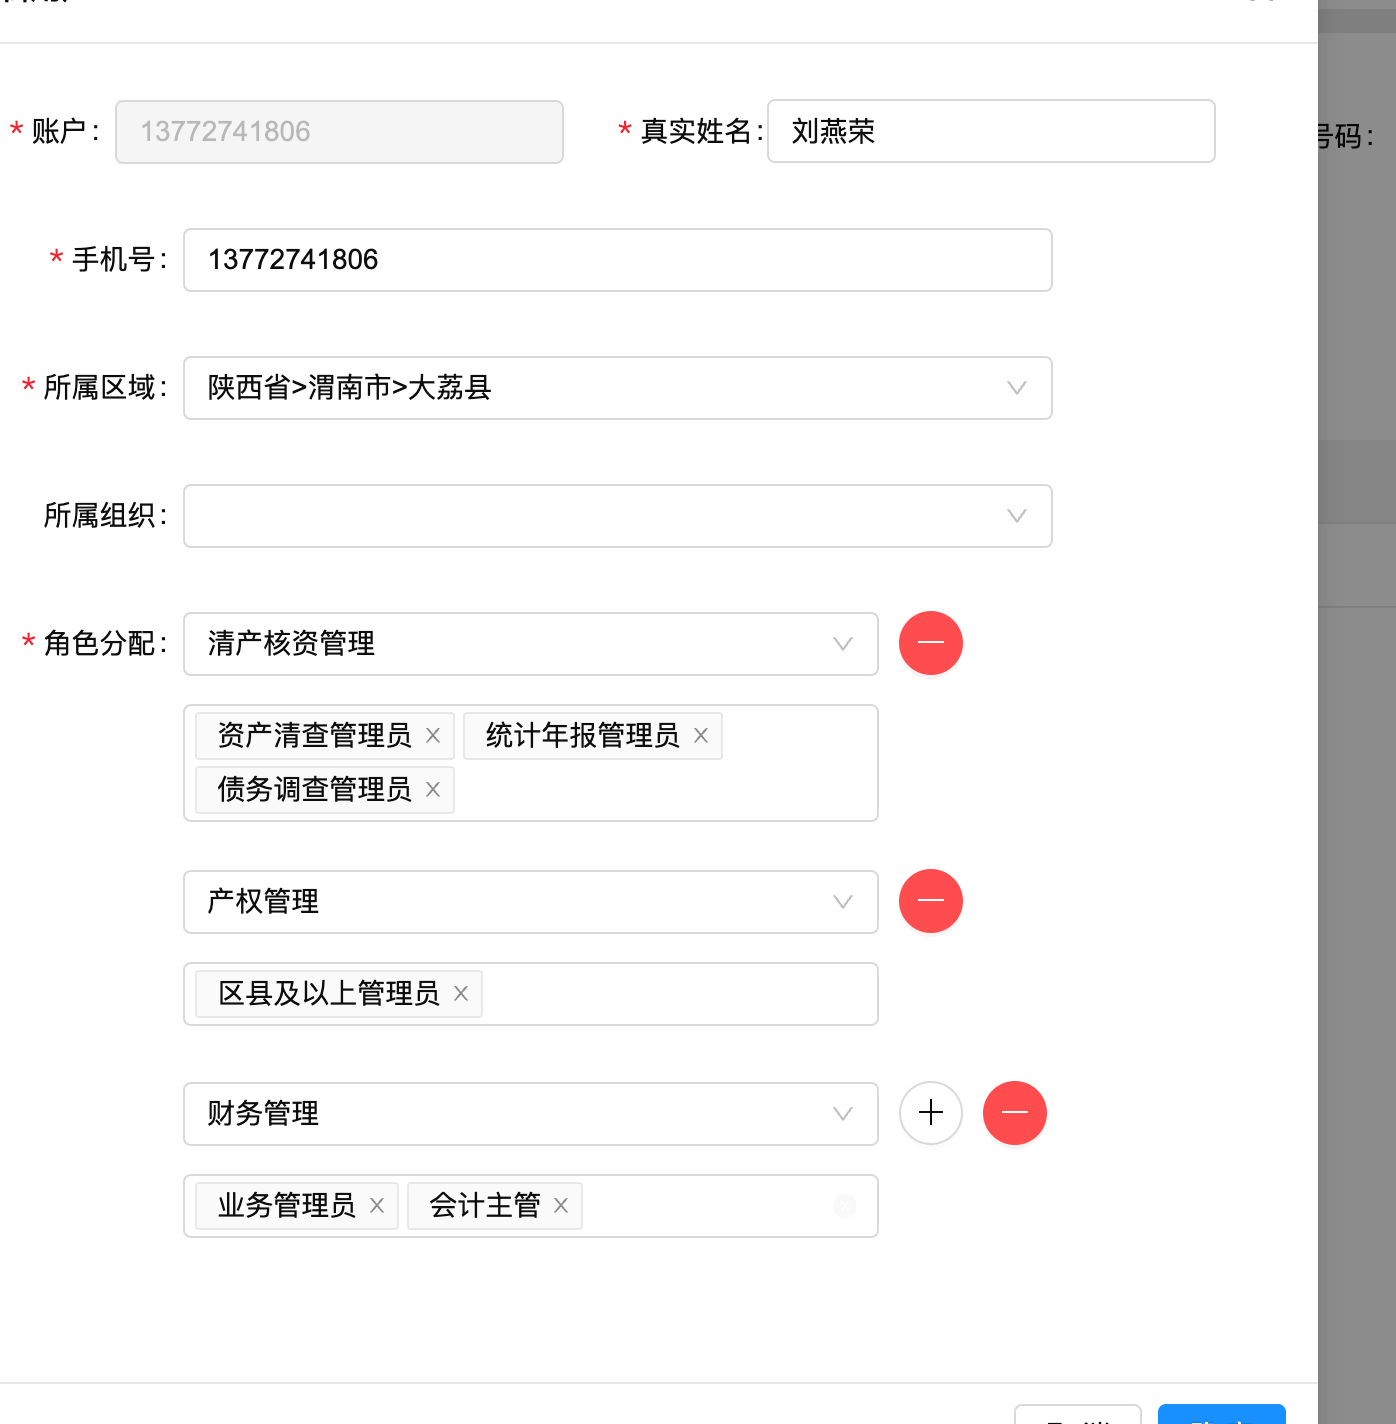 * 账户： 13772741806 * 真实姓名： 刘燕荣
号码：
* 手机号： 13772741806
* 所属区域： 陕西省>渭南市>大荔县
所属组织：
* 角色分配： 清产核资管理
资产清查管理员 统计年报管理员
债务调查管理员
产权管理
区县及以上管理员
财务管理
业务管理员 会计主管